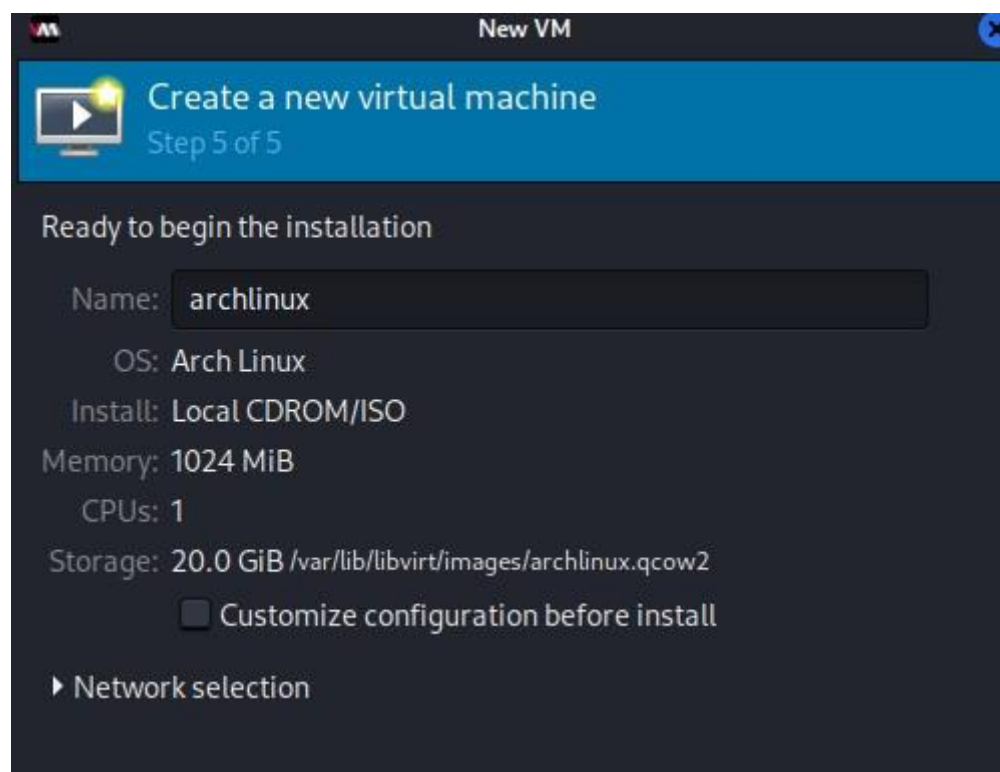 New VM
Create a new virtual machine
Step 5 of 5
Ready to begin the installation
Name: archlinux
OS: Arch Linux
Install: Local CDROM/ISO
Memory: 1024 MiB
CPUs: 1
Storage: 20.0 GiB /var/lib/libvirt/images/archlinux.qcow2
Customize configuration before install
Network selection